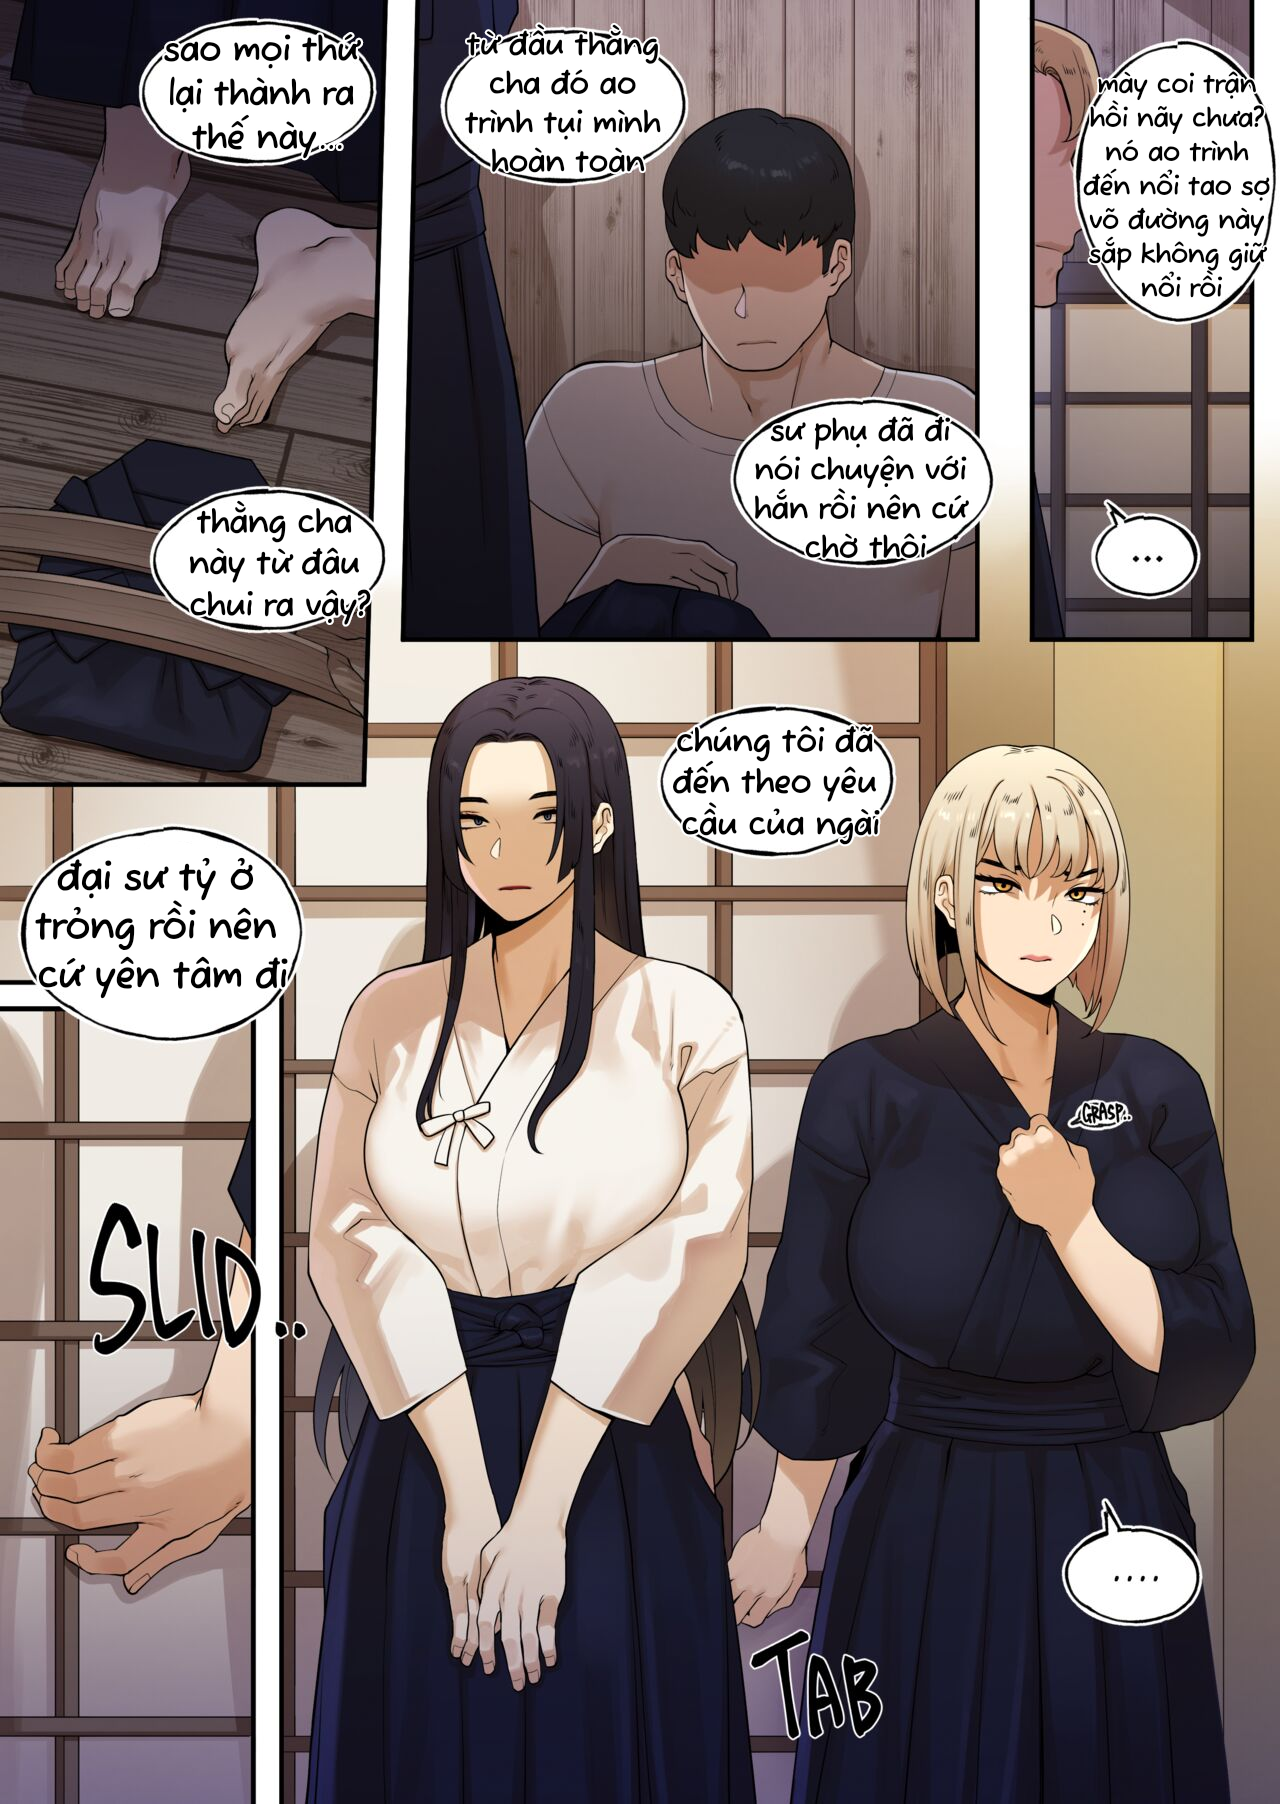 sao mọi thứ
lại thành ra
thế này...
thằng cha
này từ đâu
chui ra vậy?
từ đầu thằng
cha đó ao
trình tụi mình
hoàn toàn
sư phụ đã đi
nói chuyện với
hắn rồi nên cứ
chờ thôi
mày coi trận
hồi nãy chưa?
nó ao trình
đến nổi tao sợ
võ đường này
sắp không giữ
nổi rồi
...
đại sư tỷ ở
trỏng rồi nên
cứ yên tâm đi
SLID..
chúng tôi đã
đến theo yêu
cầu của ngài
GRASP..
....
TAB